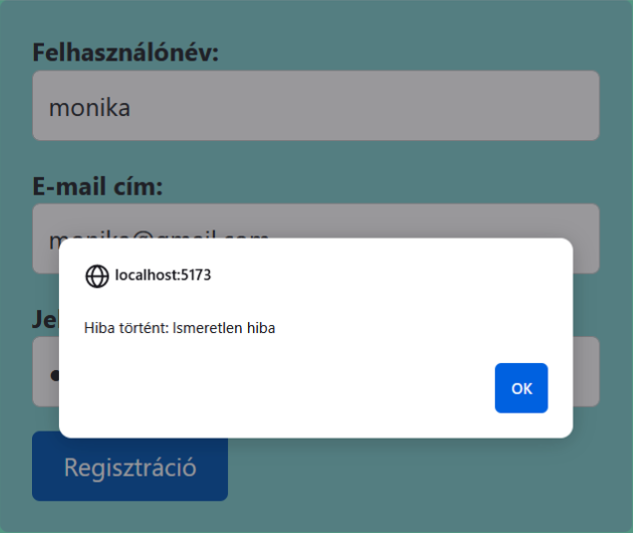 Felhasználónév:
monika
E-mail cím:
localhost:5173
Hiba történt: Ismeretlen hiba
OK
Regisztráció